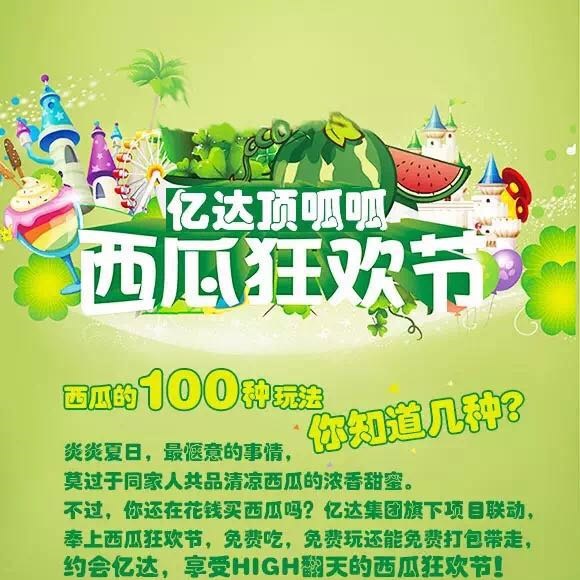 亿达顶呱呱
西瓜狂欢节
西瓜的100种玩法
你知道几种?
炎炎夏日，最惬意的事情，
莫过于同家人共品清凉西瓜的浓香甜蜜。
不过，你还在花钱买西瓜吗？亿达集团旗下项目联动，
奉上西瓜狂欢节，免费吃，免费玩还能免费打包带走，
约会亿达，享受HIGH翻天的西瓜狂欢节！